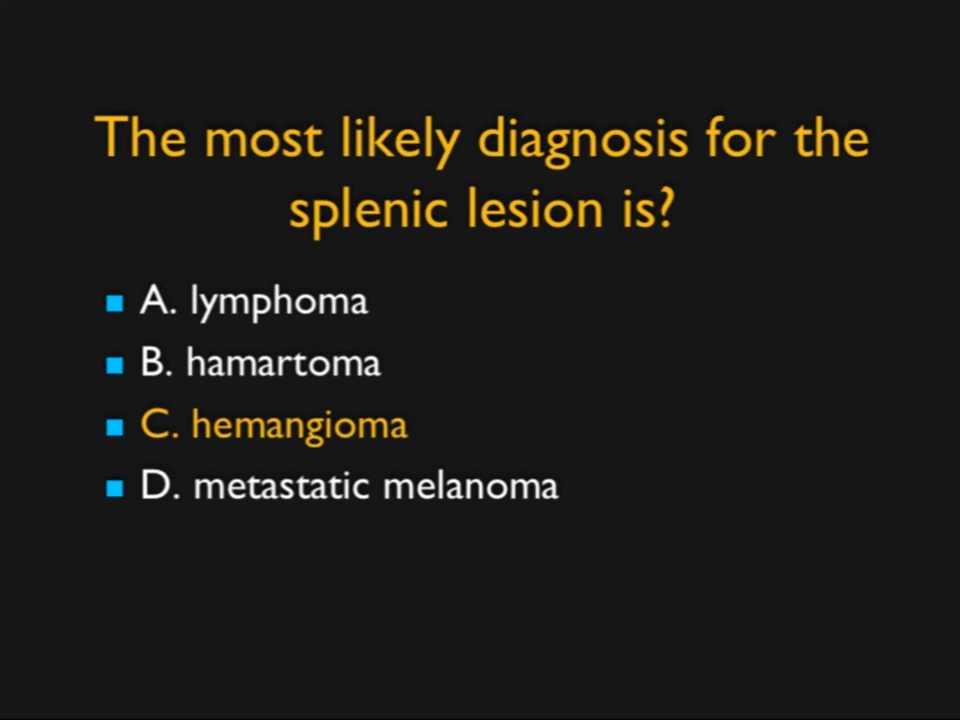 The most likely diagnosis for the
splenic lesion is?
A. lymphoma
B. hamartoma
C. hemangioma
D. metastatic melanoma